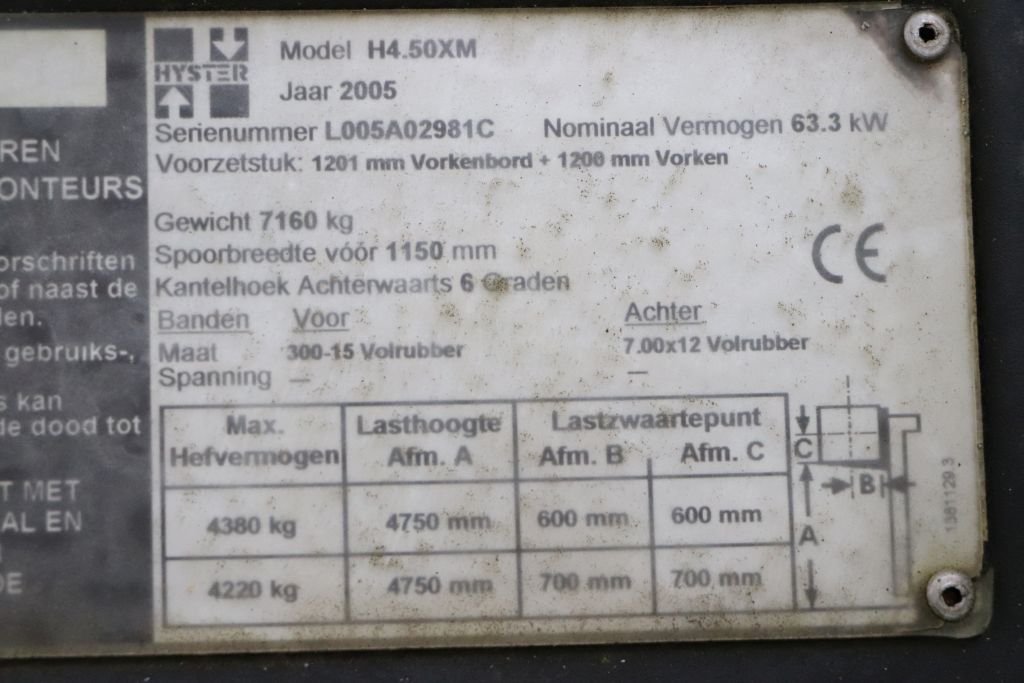 REN
ONTEURS
orschriften
of naast de
len.
gebruiks-,
s kan
de dood tot
T MET
AL EN
DE
HYSTER
Model H4.50XM
Jaar 2005
Serienummer L005A02981C Nominaal Vermogen 63.3 kW
Voorzetstuk: 1201 mm Vorkenbord + 1200 mm Vorken
Gewicht 7160 kg
Spoorbreedte vóór 1150 mm
CE
Kantelhoek Achterwaarts 6 Graden
Banden Voor Achter
Maat 300-15 Volrubber 7.00x12 Volrubber
Spanning — —
Max. Lasthoogte Lastzwaartepunt
Hefvermogen Afm. A Afm. B Afm. C
4380 kg 4750 mm 600 mm 600 mm
4220 kg 4750 mm 700 mm 700 mm
C
B
A
1381129.3